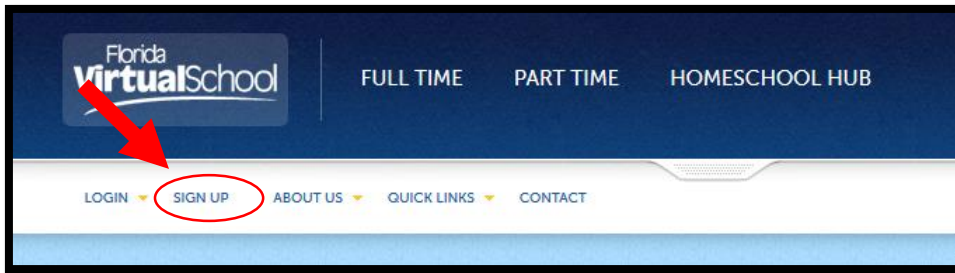 Florida
VirtualSchool
FULL TIME PART TIME HOMESCHOOL HUB
LOGIN SIGN UP ABOUT US QUICK LINKS CONTACT